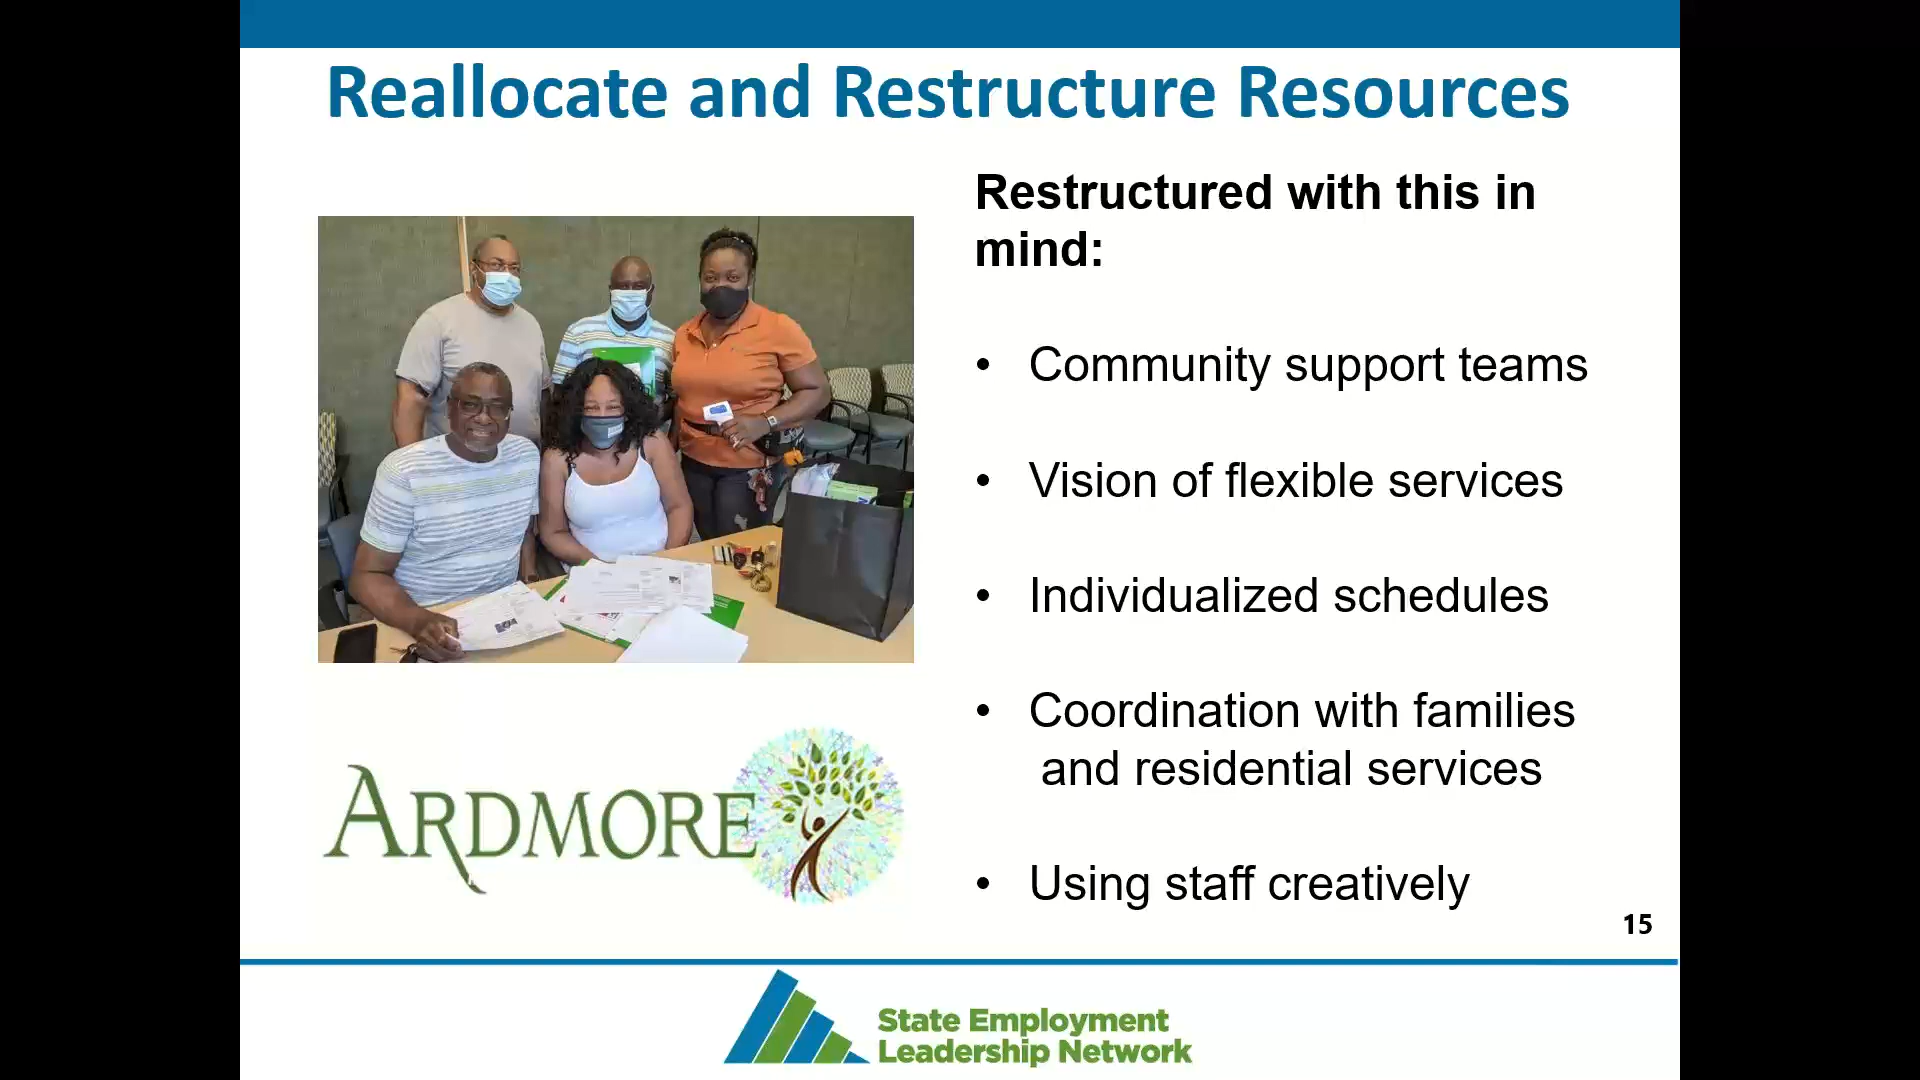 Reallocate and Restructure Resources
Restructured with this in
mind:
• Community support teams
• Vision of flexible services
• Individualized schedules
• Coordination with families
and residential services
• Using staff creatively
ARDMORE
15
State Employment
Leadership Network